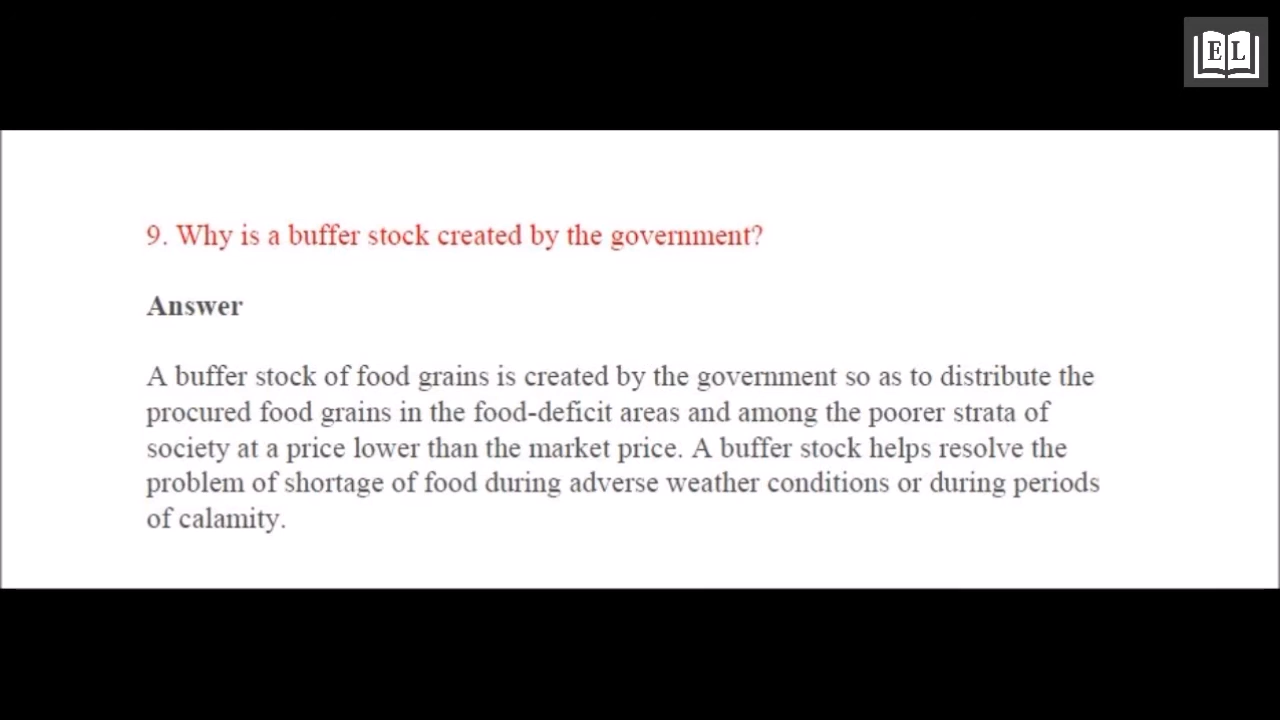 E L
9. Why is a buffer stock created by the government?
Answer
A buffer stock of food grains is created by the government so as to distribute the
procured food grains in the food-deficit areas and among the poorer strata of
society at a price lower than the market price. A buffer stock helps resolve the
problem of shortage of food during adverse weather conditions or during periods
of calamity.